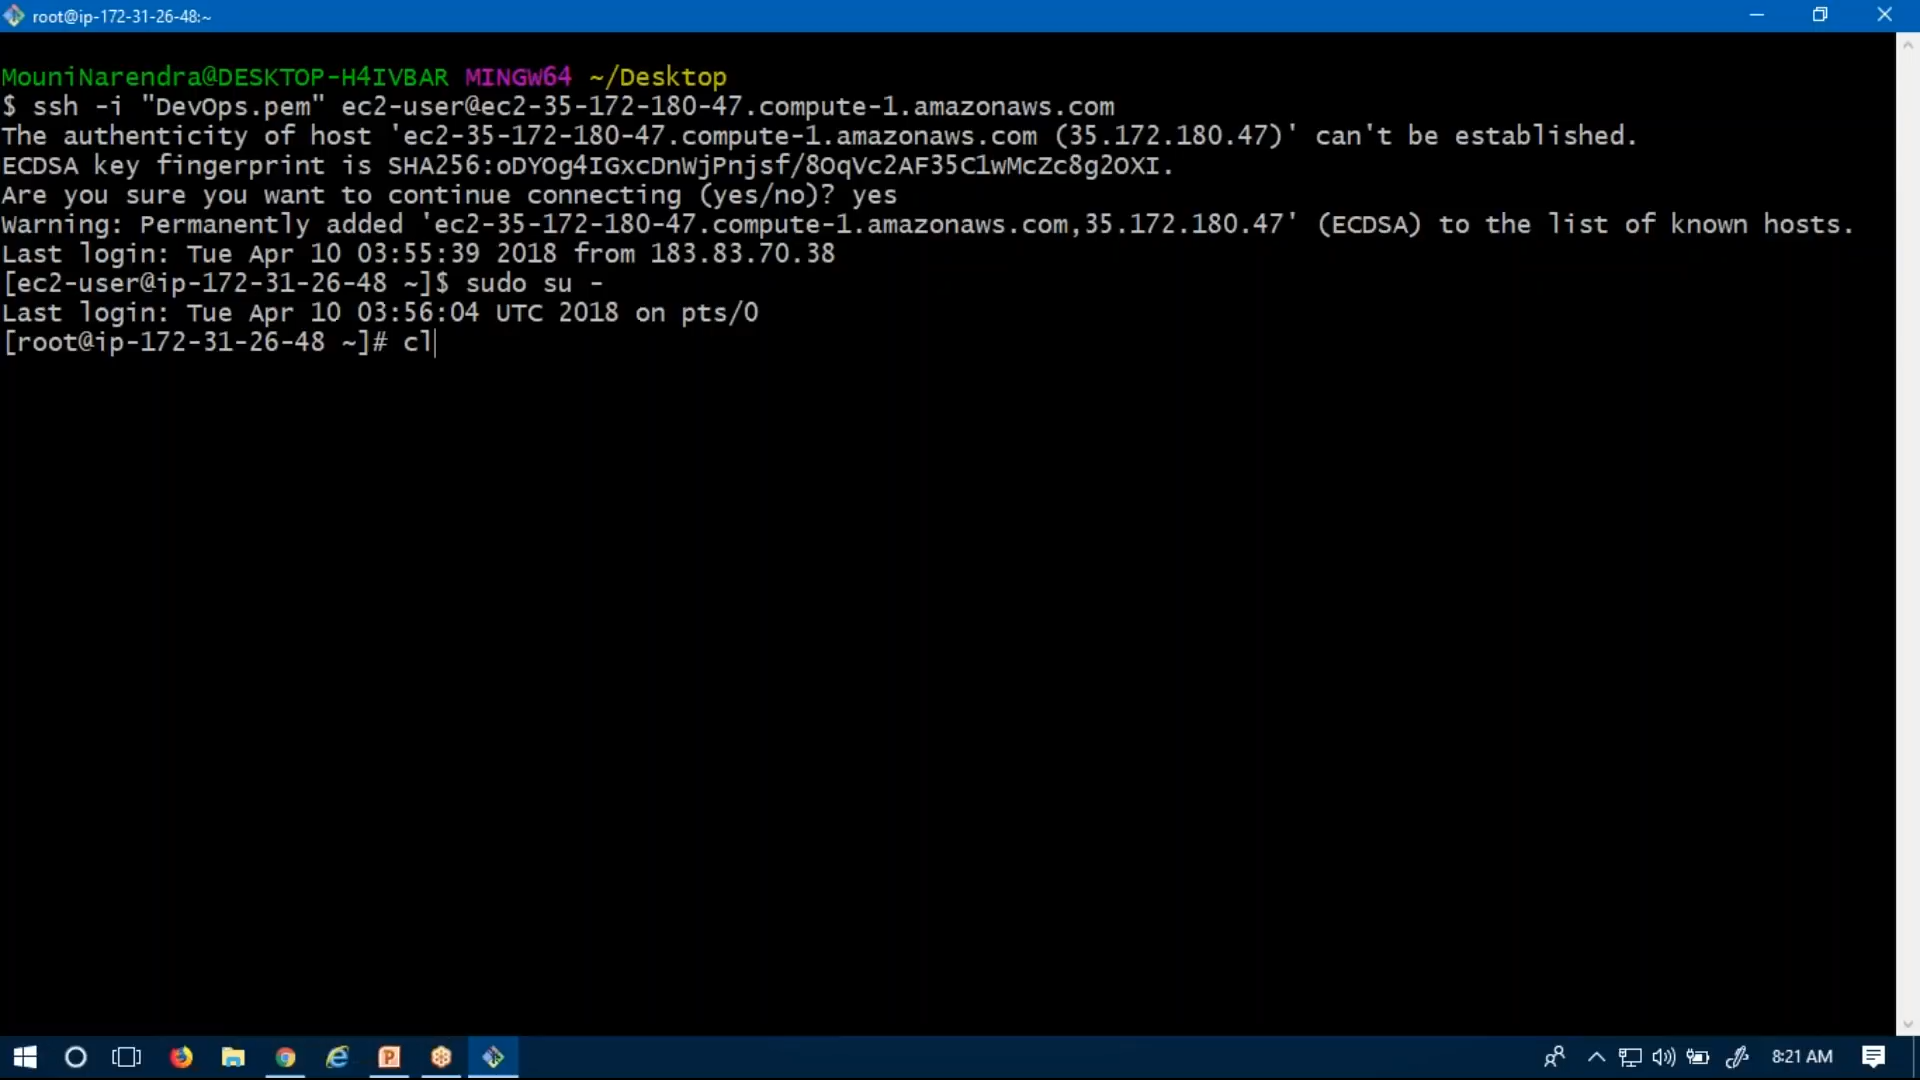 root@ip-172-31-26-48:~
MouniNarendra@DESKTOP-H4IVBAR MINGW64 ~/Desktop
$ ssh -i "DevOps.pem" ec2-user@ec2-35-172-180-47.compute-1.amazonaws.com
The authenticity of host 'ec2-35-172-180-47.compute-1.amazonaws.com (35.172.180.47)' can't be established.
ECDSA key fingerprint is SHA256:oDYOg4IGxcDnWjPnjsf/8OqVc2AF35C1wMcZc8g2OXI.
Are you sure you want to continue connecting (yes/no)? yes
Warning: Permanently added 'ec2-35-172-180-47.compute-1.amazonaws.com,35.172.180.47' (ECDSA) to the list of known hosts.
Last login: Tue Apr 10 03:55:39 2018 from 183.83.70.38
[ec2-user@ip-172-31-26-48 ~]$ sudo su -
Last login: Tue Apr 10 03:56:04 UTC 2018 on pts/0
[root@ip-172-31-26-48 ~]# cl
8:21 AM